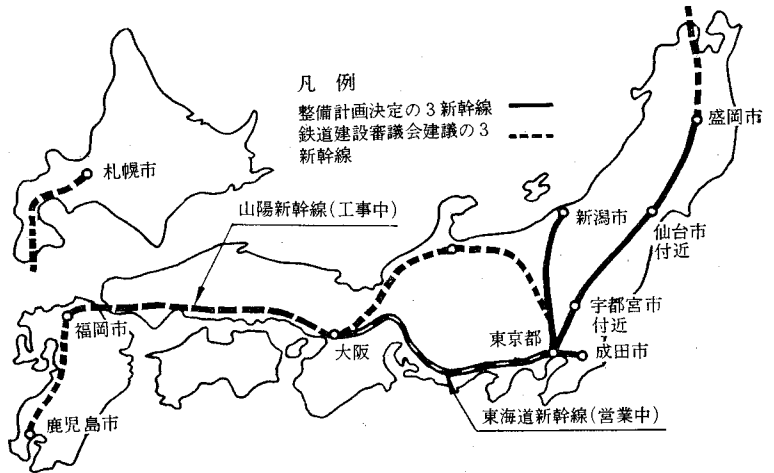 凡例
整備計画決定の3新幹線
鉄道建設審議会建議の3
新幹線
盛岡市
札幌市
山陽新幹線(工事中)
新潟市
仙台市
付近
宇都宮市
付近
福岡市
大阪
東京都
成田市
鹿児島市
東海道新幹線(営業中)